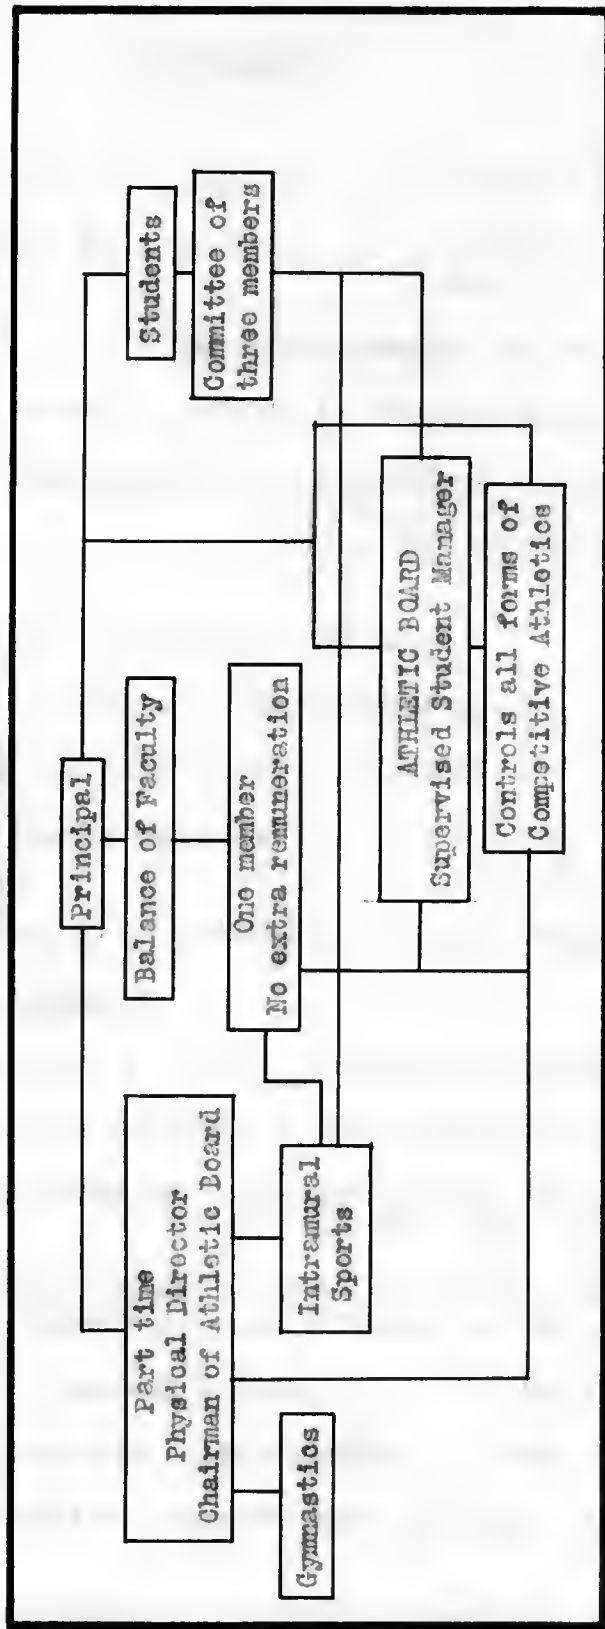 Principal
Part time
Physical Director
Chairman of Athletic Board
Balance of Faculty
Students
Committee of
three members
One member
No extra remuneration
Gymnastics
Intramural
Sports
ATHLETIC BOARD
Supervised Student Manager
Controls all forms of
Competitive Athletics